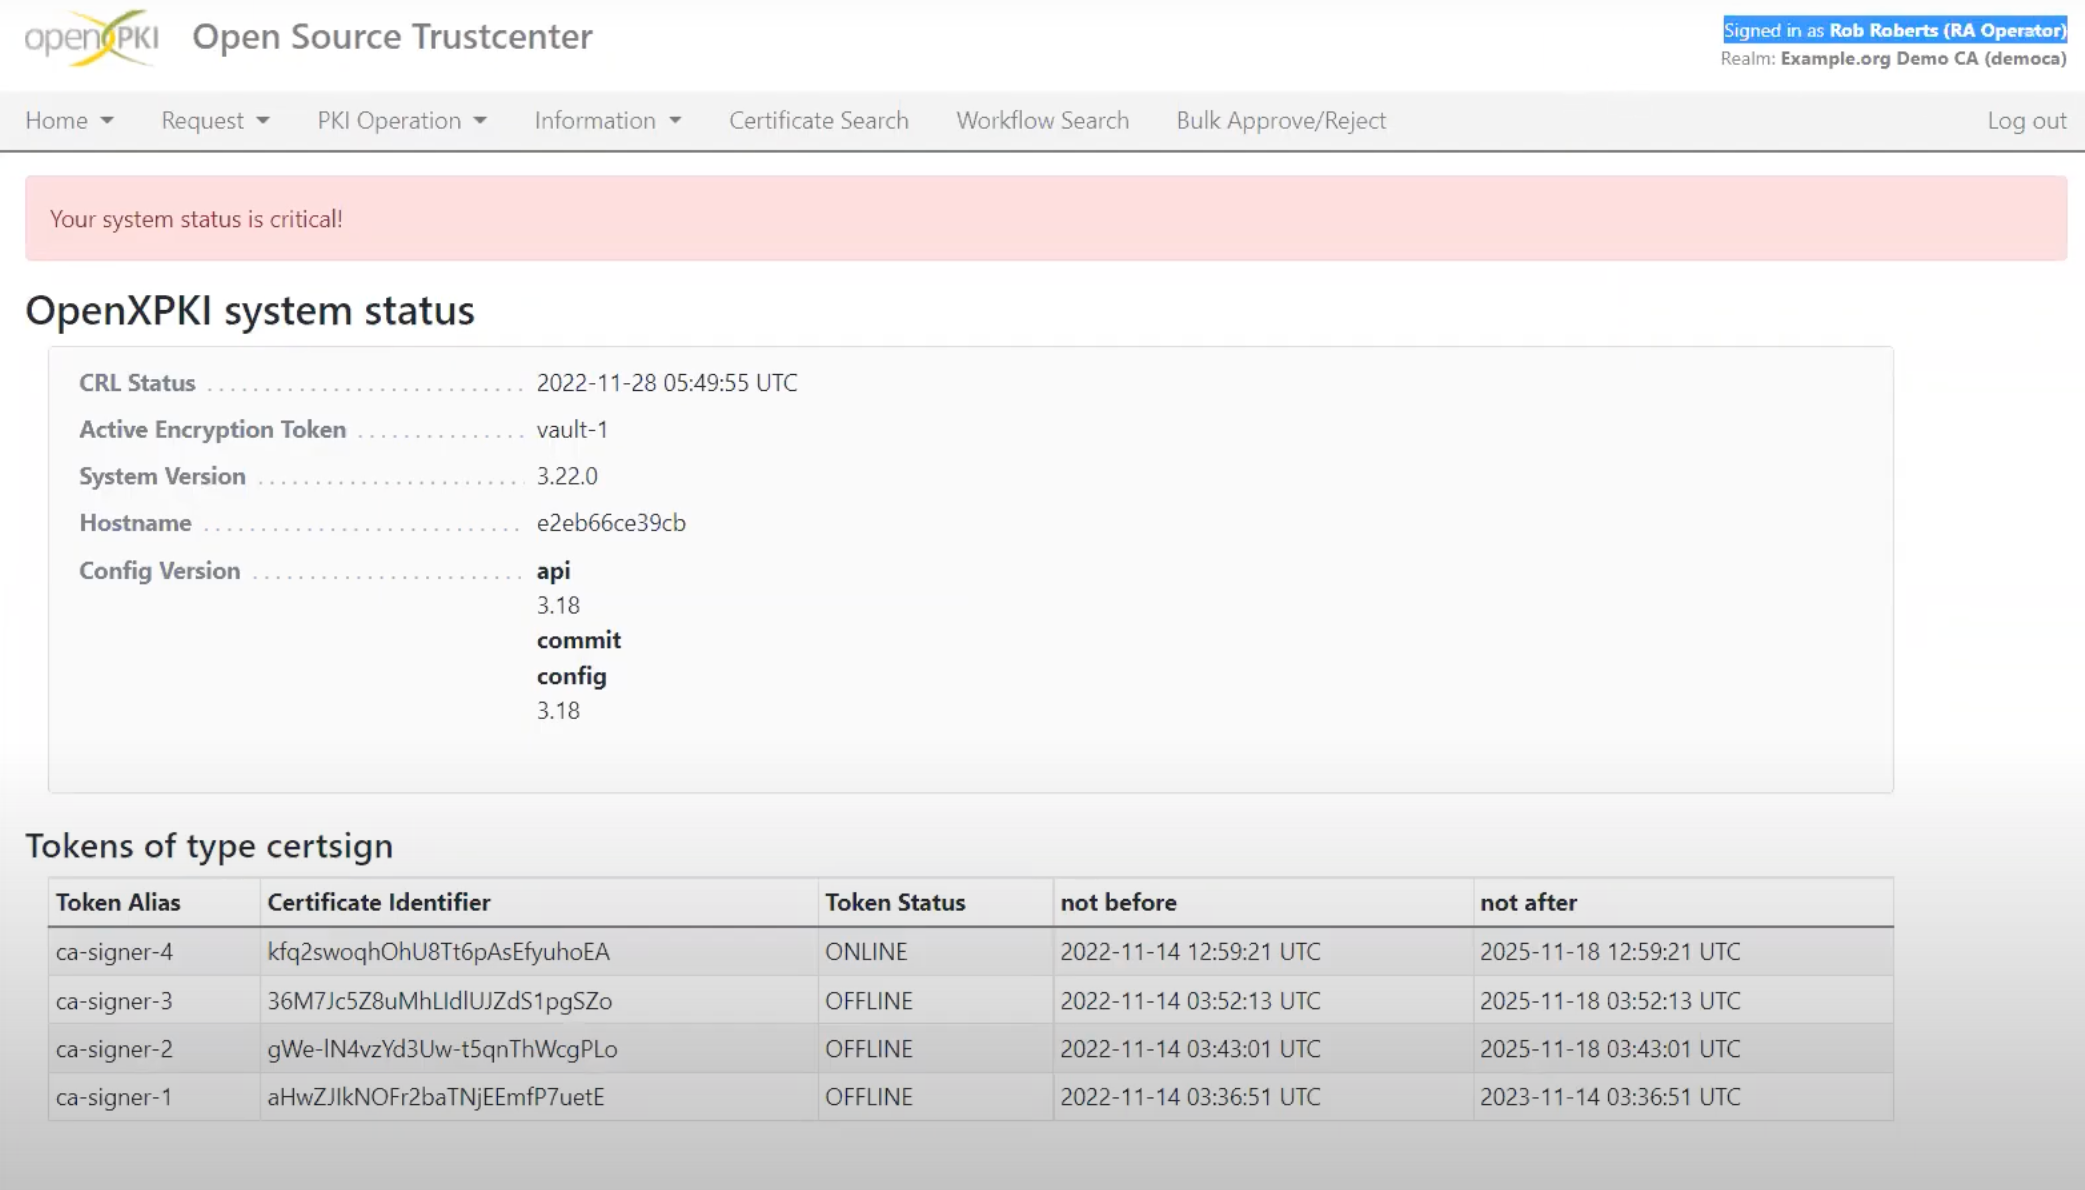 openXPKI Open Source Trustcenter
Signed in as Rob Roberts (RA Operator)
Realm: Example.org Demo CA (democa)
Home Request PKI Operation Information Certificate Search Workflow Search Bulk Approve/Reject Log out
Your system status is critical!
OpenXPKI system status
CRL Status 2022-11-28 05:49:55 UTC
Active Encryption Token vault-1
System Version 3.22.0
Hostname e2eb66ce39cb
Config Version api
3.18
commit
config
3.18
Tokens of type certsign
Token Alias Certificate Identifier Token Status not before not after
ca-signer-4 kfq2swoqhOhU8Tt6pAsEfyuhoEA ONLINE 2022-11-14 12:59:21 UTC 2025-11-18 12:59:21 UTC
ca-signer-3 36M7Jc5Z8uMhLIdlUJZdS1pgSZo OFFLINE 2022-11-14 03:52:13 UTC 2025-11-18 03:52:13 UTC
ca-signer-2 gWe-lN4vzYd3Uw-t5qnThWcgPLo OFFLINE 2022-11-14 03:43:01 UTC 2025-11-18 03:43:01 UTC
ca-signer-1 aHwZJIkNOFr2baTNjEEmfP7uetE OFFLINE 2022-11-14 03:36:51 UTC 2023-11-14 03:36:51 UTC